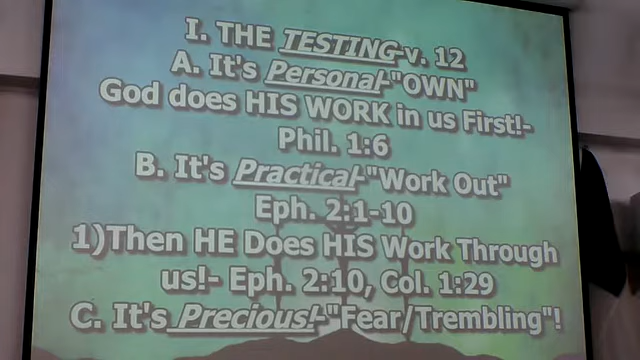 I. THE TESTING-v. 12
A. It's Personal-"OWN"
God does HIS WORK in us First!-
Phil. 1:6
B. It's Practical-"Work Out"
Eph. 2:1-10
1)Then HE Does HIS Work Through
us!- Eph. 2:10, Col. 1:29
C. It's Precious!-"Fear/Trembling"!